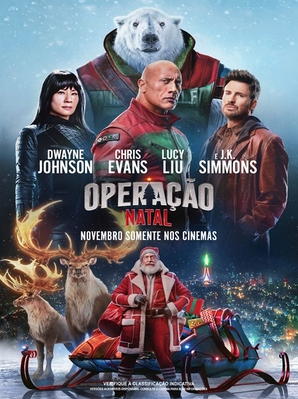 DWAYNE JOHNSON
CHRIS EVANS
LUCY LIU
E J.K. SIMMONS
OPERAÇÃO
NATAL
NOVEMBRO SOMENTE NOS CINEMAS
VERIFIQUE A CLASSIFICAÇÃO INDICATIVA